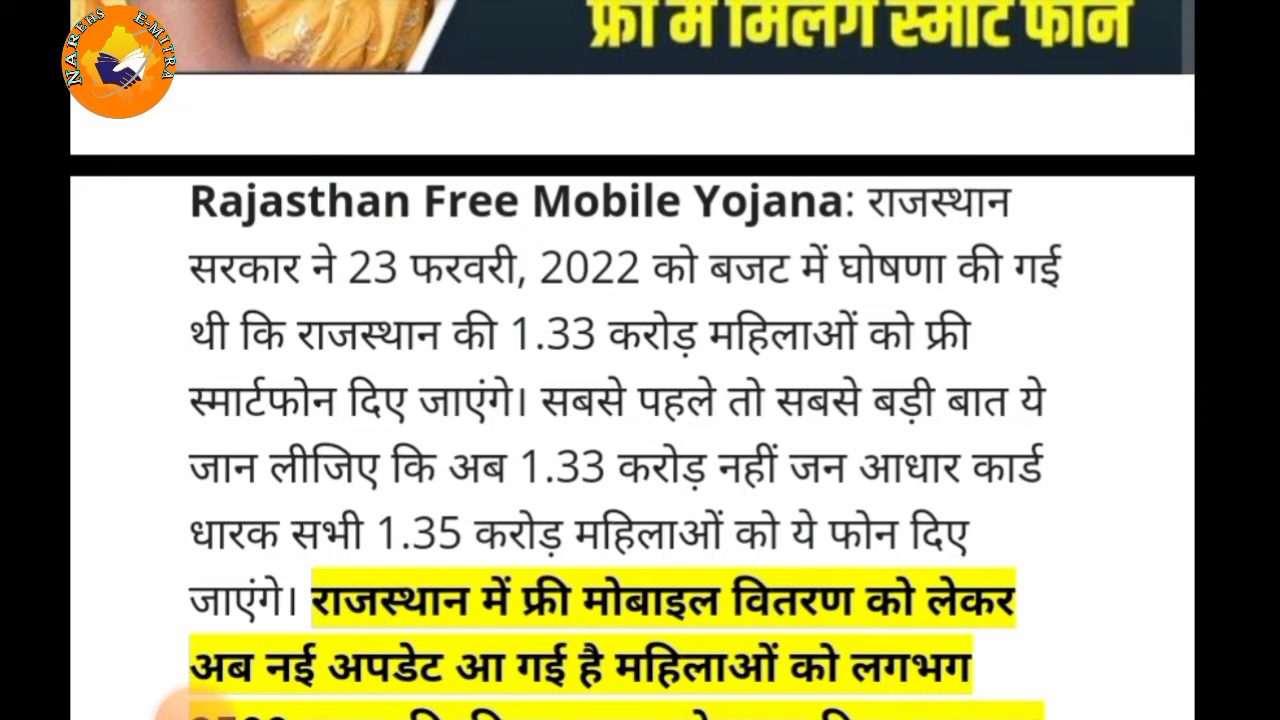 NAREHS E-MITRA
फ्री में मिलेंगे स्मार्ट फोन
Rajasthan Free Mobile Yojana: राजस्थान
सरकार ने 23 फरवरी, 2022 को बजट में घोषणा की गई
थी कि राजस्थान की 1.33 करोड़ महिलाओं को फ्री
स्मार्टफोन दिए जाएंगे। सबसे पहले तो सबसे बड़ी बात ये
जान लीजिए कि अब 1.33 करोड़ नहीं जन आधार कार्ड
धारक सभी 1.35 करोड़ महिलाओं को ये फोन दिए
जाएंगे। राजस्थान में फ्री मोबाइल वितरण को लेकर
अब नई अपडेट आ गई है महिलाओं को लगभग